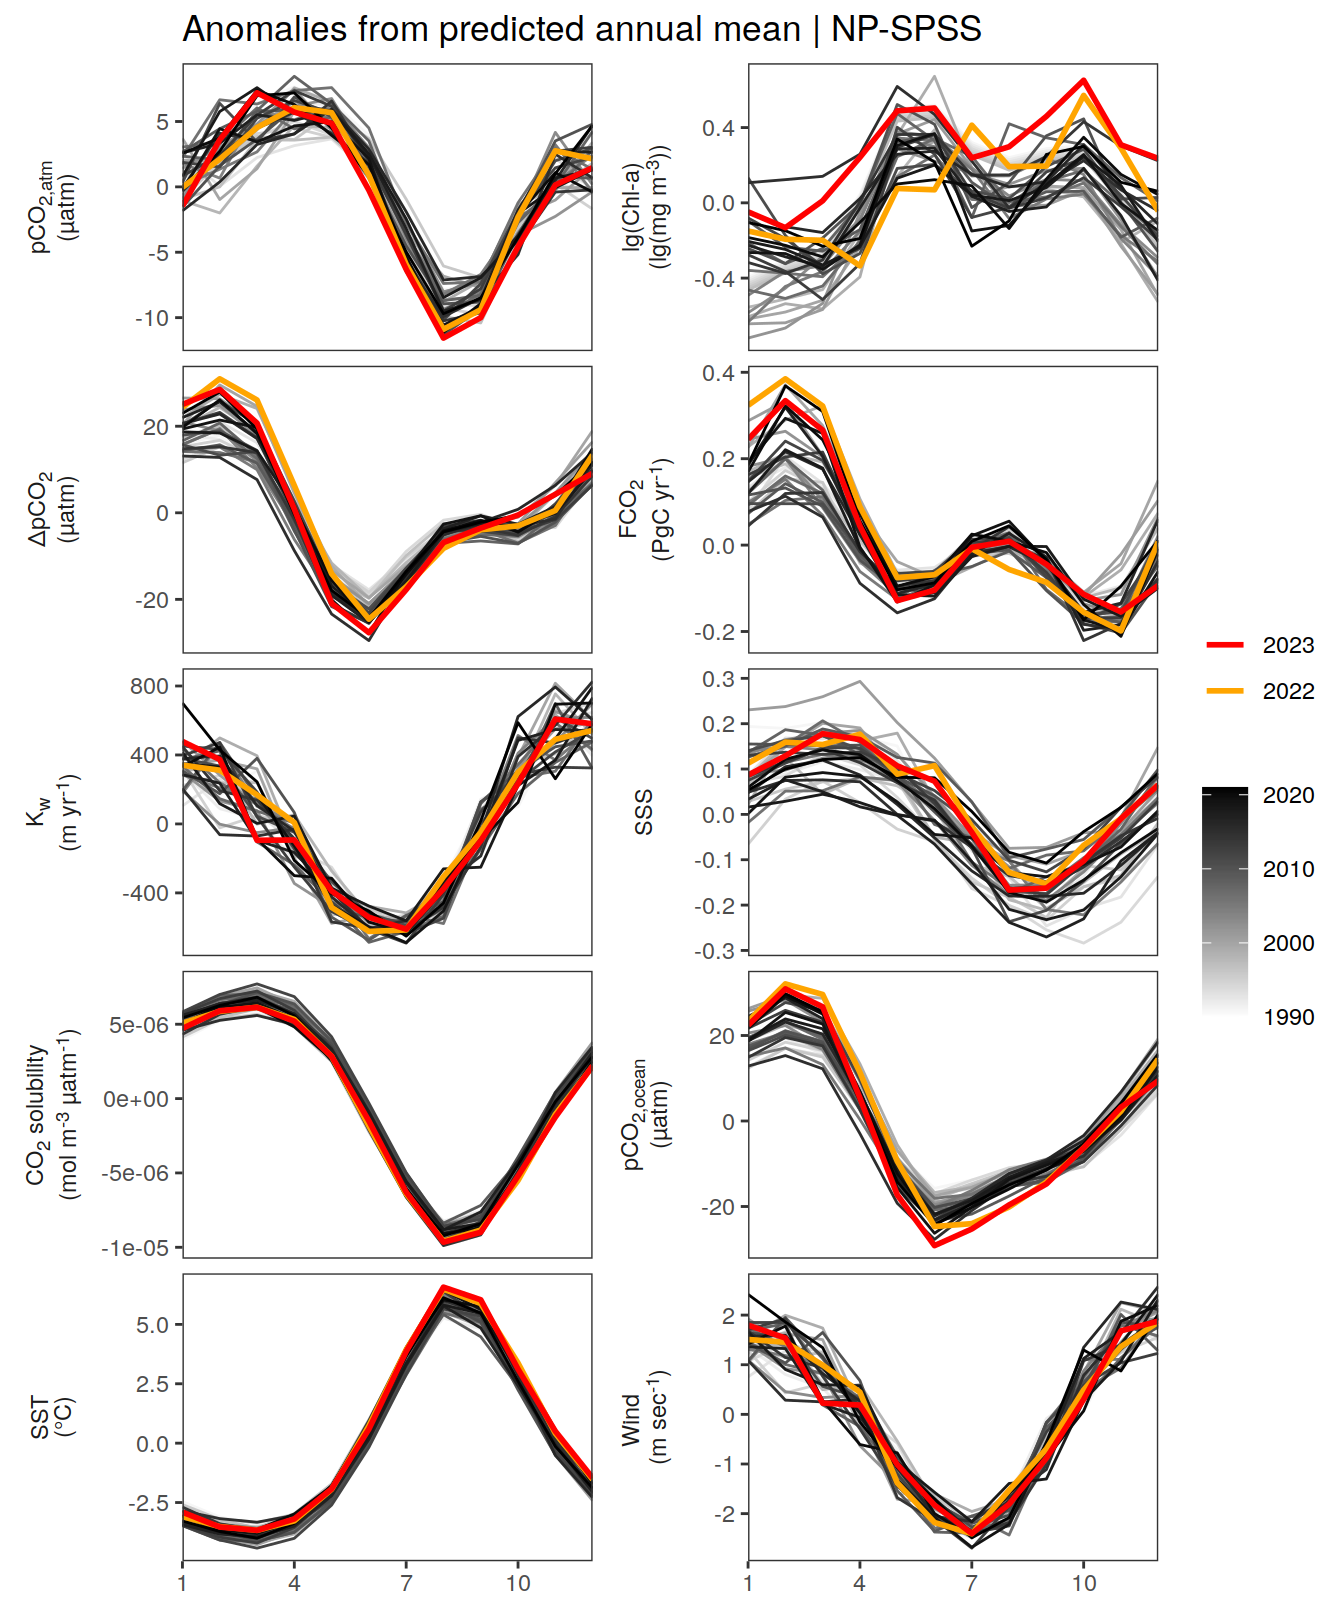 Anomalies from predicted annual mean | NP-SPSS
pCO2,atm
(µatm)
5
0
-5
-10
lg(Chl-a)
(lg(mg m-3))
0.4
0.0
-0.4
ΔpCO2
(µatm)
20
0
-20
FCO2
(PgC yr-1)
0.4
0.2
0.0
-0.2
Kw
(m yr-1)
800
400
0
-400
SSS
0.3
0.2
0.1
0.0
-0.1
-0.2
-0.3
CO2 solubility
(mol m-3 µatm-1)
5e-06
0e+00
-5e-06
-1e-05
pCO2,ocean
(µatm)
20
0
-20
SST
(°C)
5.0
2.5
0.0
-2.5
1 4 7 10
Wind
(m sec-1)
2
1
0
-1
-2
1 4 7 10
2023
2022
2020
2010
2000
1990